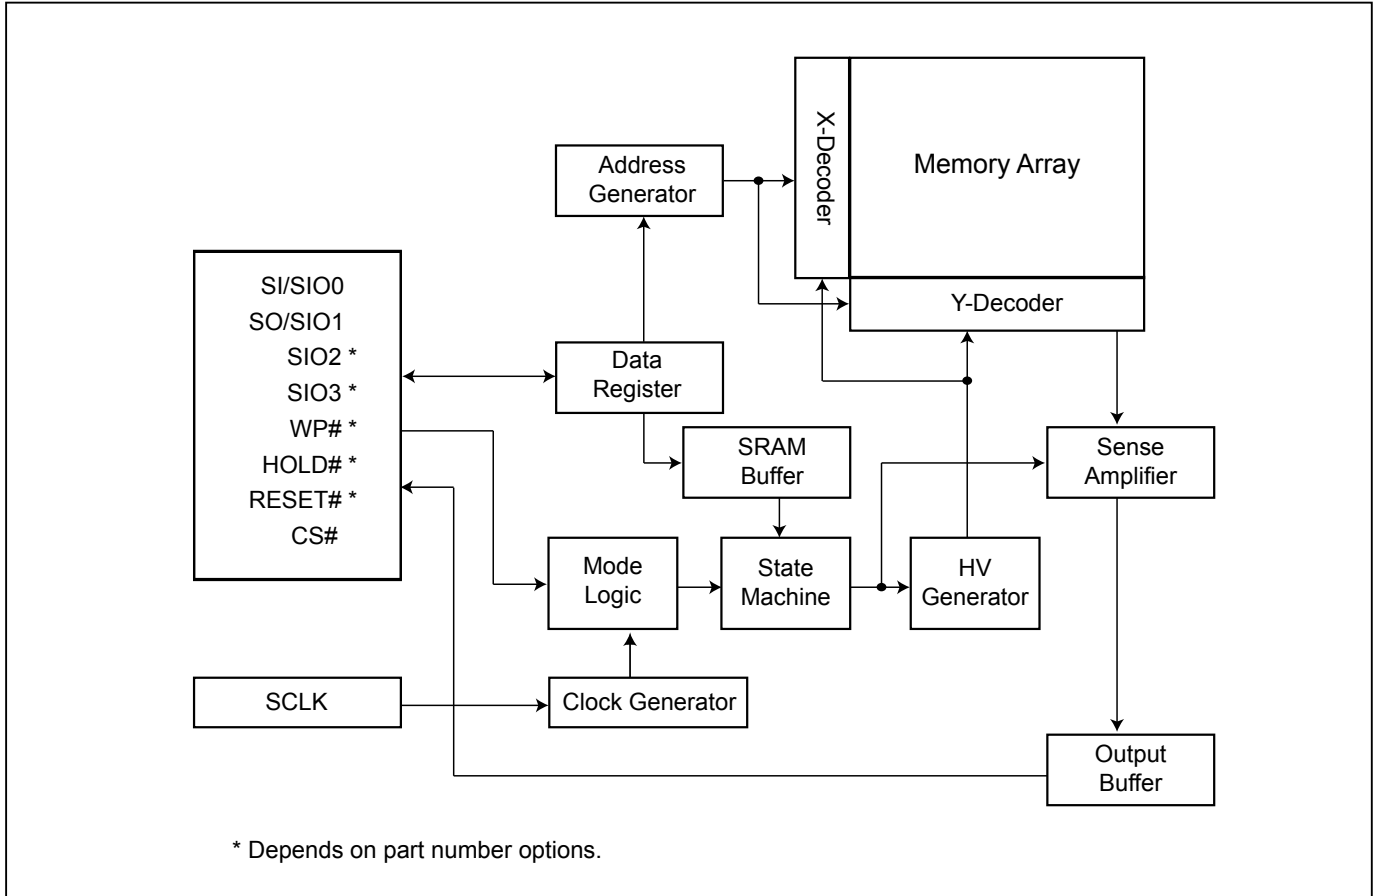 X-Decoder
Memory Array
Address
Generator
Y-Decoder
SI/SIO0
SO/SIO1
SIO2 *
SIO3 *
WP# *
HOLD# *
RESET# *
CS#
Data
Register
SRAM
Buffer
Sense
Amplifier
Mode
Logic
State
Machine
HV
Generator
SCLK
Clock Generator
Output
Buffer
* Depends on part number options.